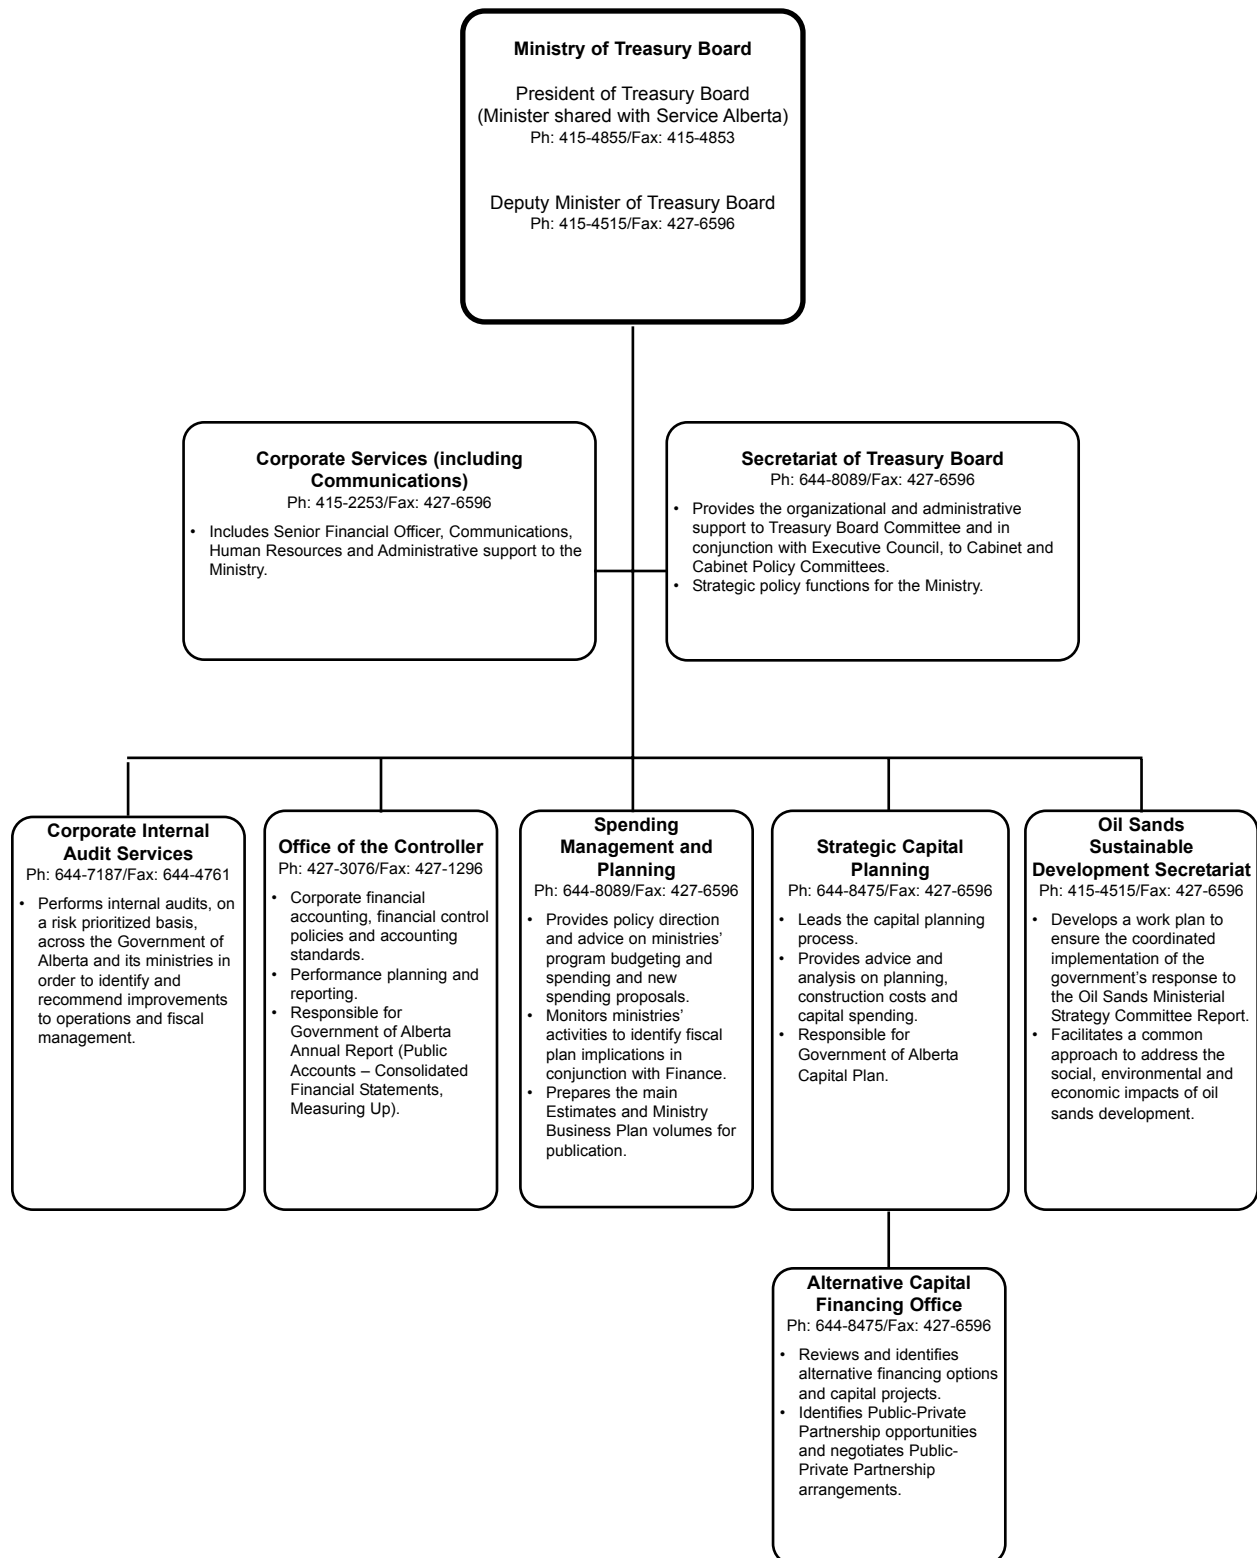 Ministry of Treasury Board
President of Treasury Board
(Minister shared with Service Alberta)
Ph: 415-4855/Fax: 415-4853
Deputy Minister of Treasury Board
Ph: 415-4515/Fax: 427-6596
Corporate Services (including
Communications)
Ph: 415-2253/Fax: 427-6596
• Includes Senior Financial Officer, Communications,
Human Resources and Administrative support to the
Ministry.
Secretariat of Treasury Board
Ph: 644-8089/Fax: 427-6596
• Provides the organizational and administrative
support to Treasury Board Committee and in
conjunction with Executive Council, to Cabinet and
Cabinet Policy Committees.
• Strategic policy functions for the Ministry.
Corporate Internal
Audit Services
Ph: 644-7187/Fax: 644-4761
• Performs internal audits, on
a risk prioritized basis,
across the Government of
Alberta and its ministries in
order to identify and
recommend improvements
to operations and fiscal
management.
Office of the Controller
Ph: 427-3076/Fax: 427-1296
• Corporate financial
accounting, financial control
policies and accounting
standards.
• Performance planning and
reporting.
• Responsible for
Government of Alberta
Annual Report (Public
Accounts – Consolidated
Financial Statements,
Measuring Up).
Spending
Management and
Planning
Ph: 644-8089/Fax: 427-6596
• Provides policy direction
and advice on ministries’
program budgeting and
spending and new
spending proposals.
• Monitors ministries’
activities to identify fiscal
plan implications in
conjunction with Finance.
• Prepares the main
Estimates and Ministry
Business Plan volumes for
publication.
Strategic Capital
Planning
Ph: 644-8475/Fax: 427-6596
• Leads the capital planning
process.
• Provides advice and
analysis on planning,
construction costs and
capital spending.
• Responsible for
Government of Alberta
Capital Plan.
Oil Sands
Sustainable
Development Secretariat
Ph: 415-4515/Fax: 427-6596
• Develops a work plan to
ensure the coordinated
implementation of the
government’s response to
the Oil Sands Ministerial
Strategy Committee Report.
• Facilitates a common
approach to address the
social, environmental and
economic impacts of oil
sands development.
Alternative Capital
Financing Office
Ph: 644-8475/Fax: 427-6596
• Reviews and identifies
alternative financing options
and capital projects.
• Identifies Public-Private
Partnership opportunities
and negotiates Public-
Private Partnership
arrangements.